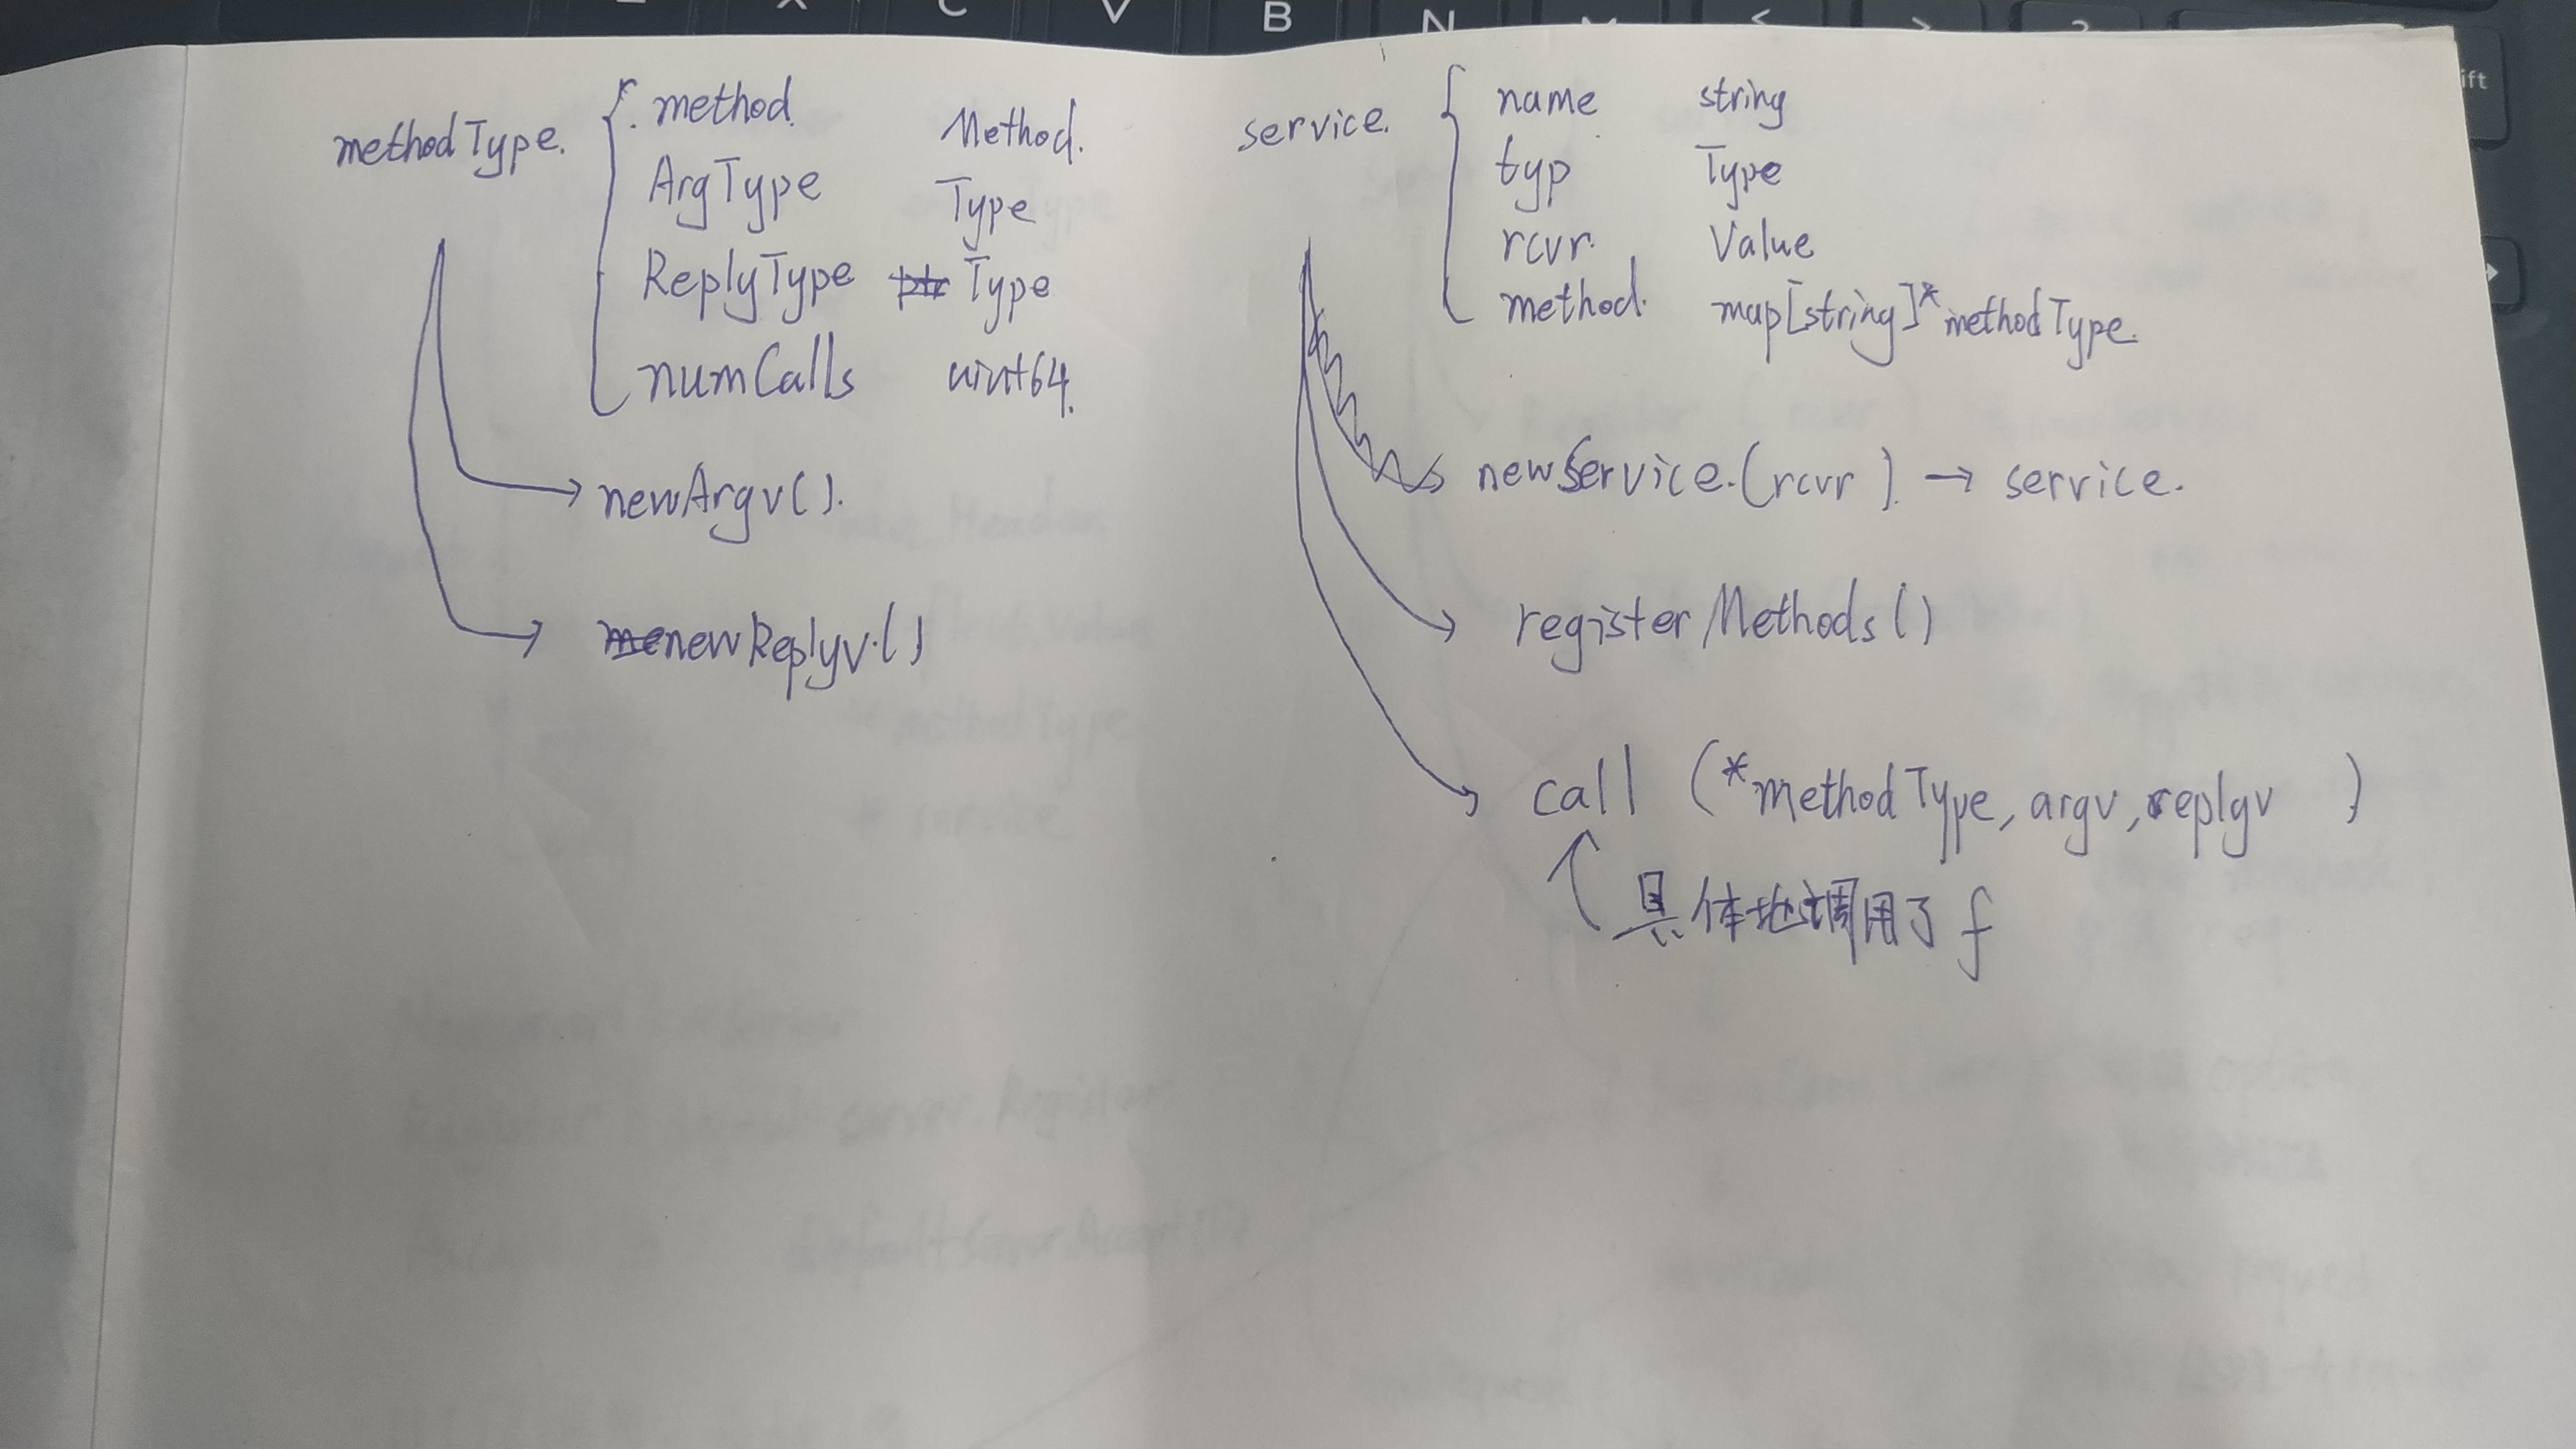 C V B N M < > ?
ift
methodType. { method. Method.
ArgType Type
ReplyType Type
numCalls uint64.
newArgv().
newReplyv.()
service. { name string
typ Type
rcvr. Value
method. map[string]*methodType.
newService.(rcvr). → service.
registerMethods()
call (*methodType, argv, replyv )
具体地调用了 f